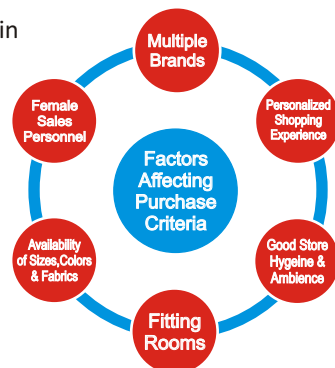 in
Multiple
Brands
Female
Sales
Personnel
Personalized
Shopping
Experience
Factors
Affecting
Purchase
Criteria
Availability
of Sizes,Colors
& Fabrics
Good Store
Hygeine &
Ambience
Fitting
Rooms